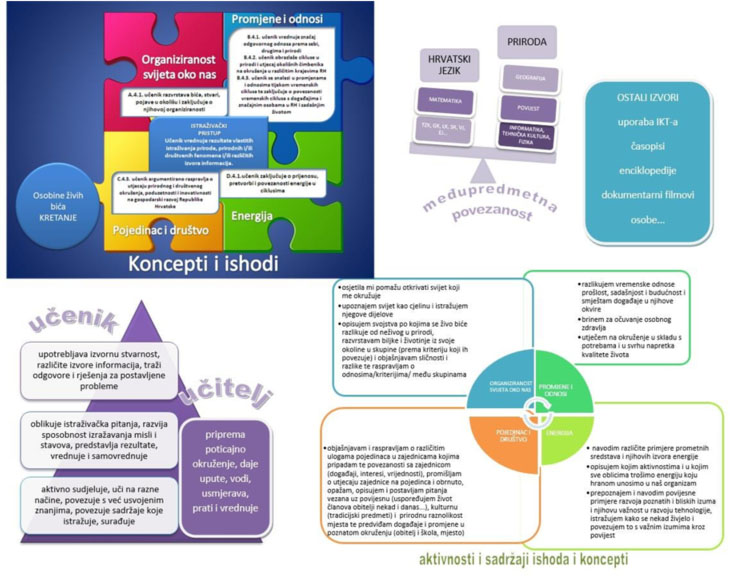 Promjene i odnosi
B.4.1. učenik vrednuje značaj
odgovornog odnosa prema sebi,
drugima i prirodi
B.4.2. učenik obrađuje cikluse u
prirodi i utjecaj okolišnih čimbenika
na okruženje u različitim krajevima RH
B.4.3. učenik se snalazi u promjenama
i odnosima tijekom vremenskih
ciklusa te zaključuje o povezanosti
vremenskih ciklusa s događajima i
značajnim osobama u RH i sadašnjim
životom
Organiziranost
svijeta oko nas
A.4.1. učenik razvrstava bića, stvari,
pojave u okolišu i zaključuje o
njihovoj organiziranosti
ISTRAŽIVAČKI
PRISTUP
Učenik vrednuje rezultate vlastitih
istraživanja prirode, prirodnih i/ili
društvenih fenomena i/ili različitih
izvora informacija.
C.4.3. učenik argumentirano raspravlja o
utjecaju prirodnog i društvenog
okruženja, poduzetnosti i inovativnosti
na gospodarski razvoj Republike
Hrvatske
D.4.1. učenik zaključuje o prijenosu,
pretvorbi i povezanosti energije u
ciklusima
Osobine živih
bića
KRETANJE
Pojedinac i društvo
Energija
Koncepti i ishodi
HRVATSKI
JEZIK
MATEMATIKA
PRIRODA
GEOGRAFIJA
POVIJEST
INFORMATIKA,
TEHNIČKA KULTURA,
FIZIKA
međupredmetna
povezanost
OSTALI IZVORI
uporaba IKT-a
časopisi
enciklopedije
dokumentarni filmovi
osobe...
učenik
upotrebljava izvornu stvarnost,
različite izvore informacija, traži
odgovore i rješenja za postavljene
probleme
oblikuje istraživačka pitanja, razvija
sposobnost izražavanja misli i
stavova, predstavlja rezultate,
vrednuje i samovrednuje
aktivno sudjeluje, uči na razne
načine, povezuje s već usvojenim
znanjima, povezuje sadržaje koje
istražuje, surađuje
učitelj
priprema
poticajno
okruženje, daje
upute, vodi,
usmjerava,
prati i vrednuje
•osjetila mi pomažu otkrivati svijet koji
me okružuje
•upoznajem svijet kao cjelinu i istražujem
njegove dijelove
•opisujem svojstva po kojima se živo biće
razlikuje od neživog u prirodi,
razvrstavam biljke i životinje iz svoje
okoline u skupine (prema kriteriju koji ih
povezuje) i objašnjavam sličnosti i
razlike te raspravljam o
odnosima/kriterijima/ među skupinama
•razlikujem vremenske odnose
prošlost, sadašnjost i budućnost i
smještam događaje u njihove
okvire
•brinem za očuvanje osobnog
zdravlja
•utječem na okruženje u skladu s
potrebama i u svrhu napretka
kvalitete života
ORGANIZIRANOST
SVIJETA OKO NAS
PROMJENE I
ODNOSI
POJEDINAC I
DRUŠTVO
ENERGIJA
•objašnjavam i raspravljam o različitim
ulogama pojedinaca u zajednicama kojima
pripadam te povezanosti sa zajednicom
(događaji, interesi, vrijednosti), promišljam
o utjecaju zajednice na pojedinca i obrnuto,
opažam, opisujem i postavljam pitanja
vezana uz povijesnu (uspoređujem život
članova obitelji nekad i danas...), kulturnu
(tradicijski predmeti) i prirodnu raznolikost
mjesta te predviđam događaje i promjene u
poznatom okruženju (obitelj i škola, mjesto)
•navodim različite primjere prometnih
sredstava i njihovih izvora energije
•opisujem kojim aktivnostima i u kojim
sve oblicima trošimo energiju koju
hranom unosimo u naš organizam
•prepoznajem i navodim povijesne
primjere razvoja poznatih i bliskih izuma
i njihovu važnost u razvoju tehnologije,
istražujem kako se nekad živjelo i
povezujem to s važnim izumima kroz
povijest
aktivnosti i sadržaji ishoda i koncepti